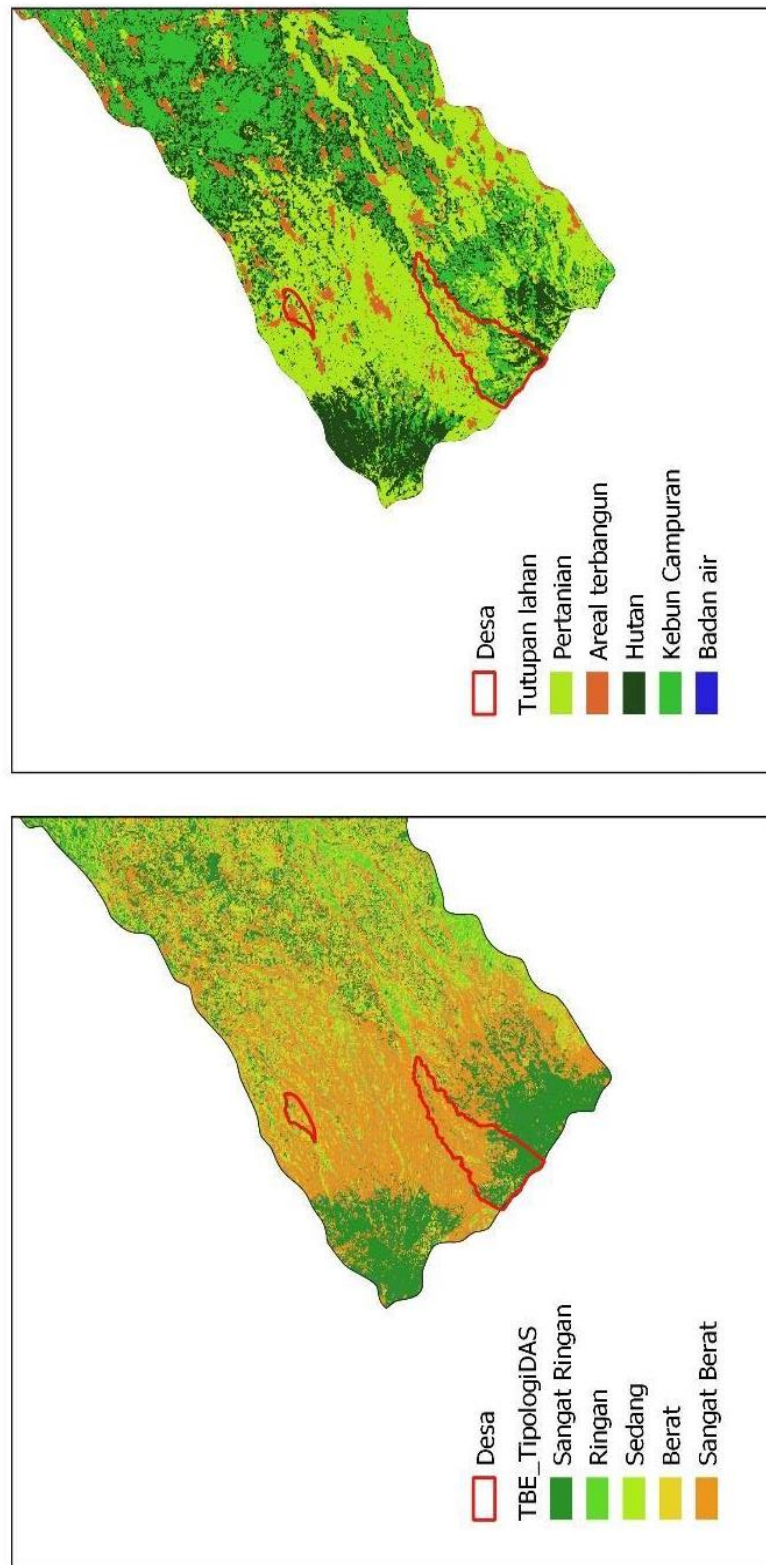 Desa
TBE_TipologiDAS
Sangat Ringan
Ringan
Sedang
Berat
Sangat Berat
Desa
Tutupan lahan
Pertanian
Areal terbangun
Hutan
Kebun Campuran
Badan air